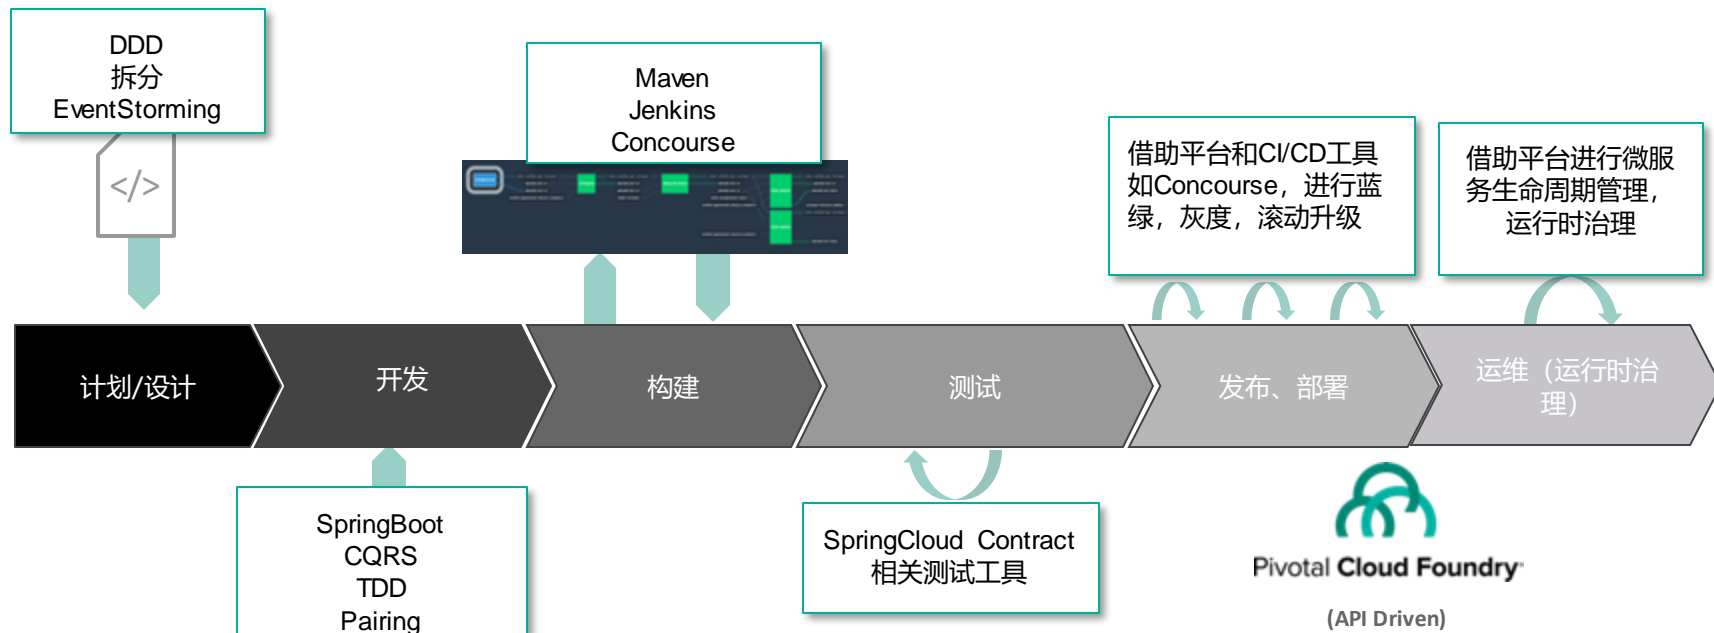 DDD
拆分
EventStorming
</>
Maven
Jenkins
Concourse
借助平台和CI/CD工具
如Concourse，进行蓝
绿，灰度，滚动升级
借助平台进行微服
务生命周期管理，
运行时治理
计划/设计
开发
构建
测试
发布、部署
运维（运行时治
理）
SpringBoot
CQRS
TDD
Pairing
SpringCloud Contract
相关测试工具
Pivotal Cloud Foundry
(API Driven)